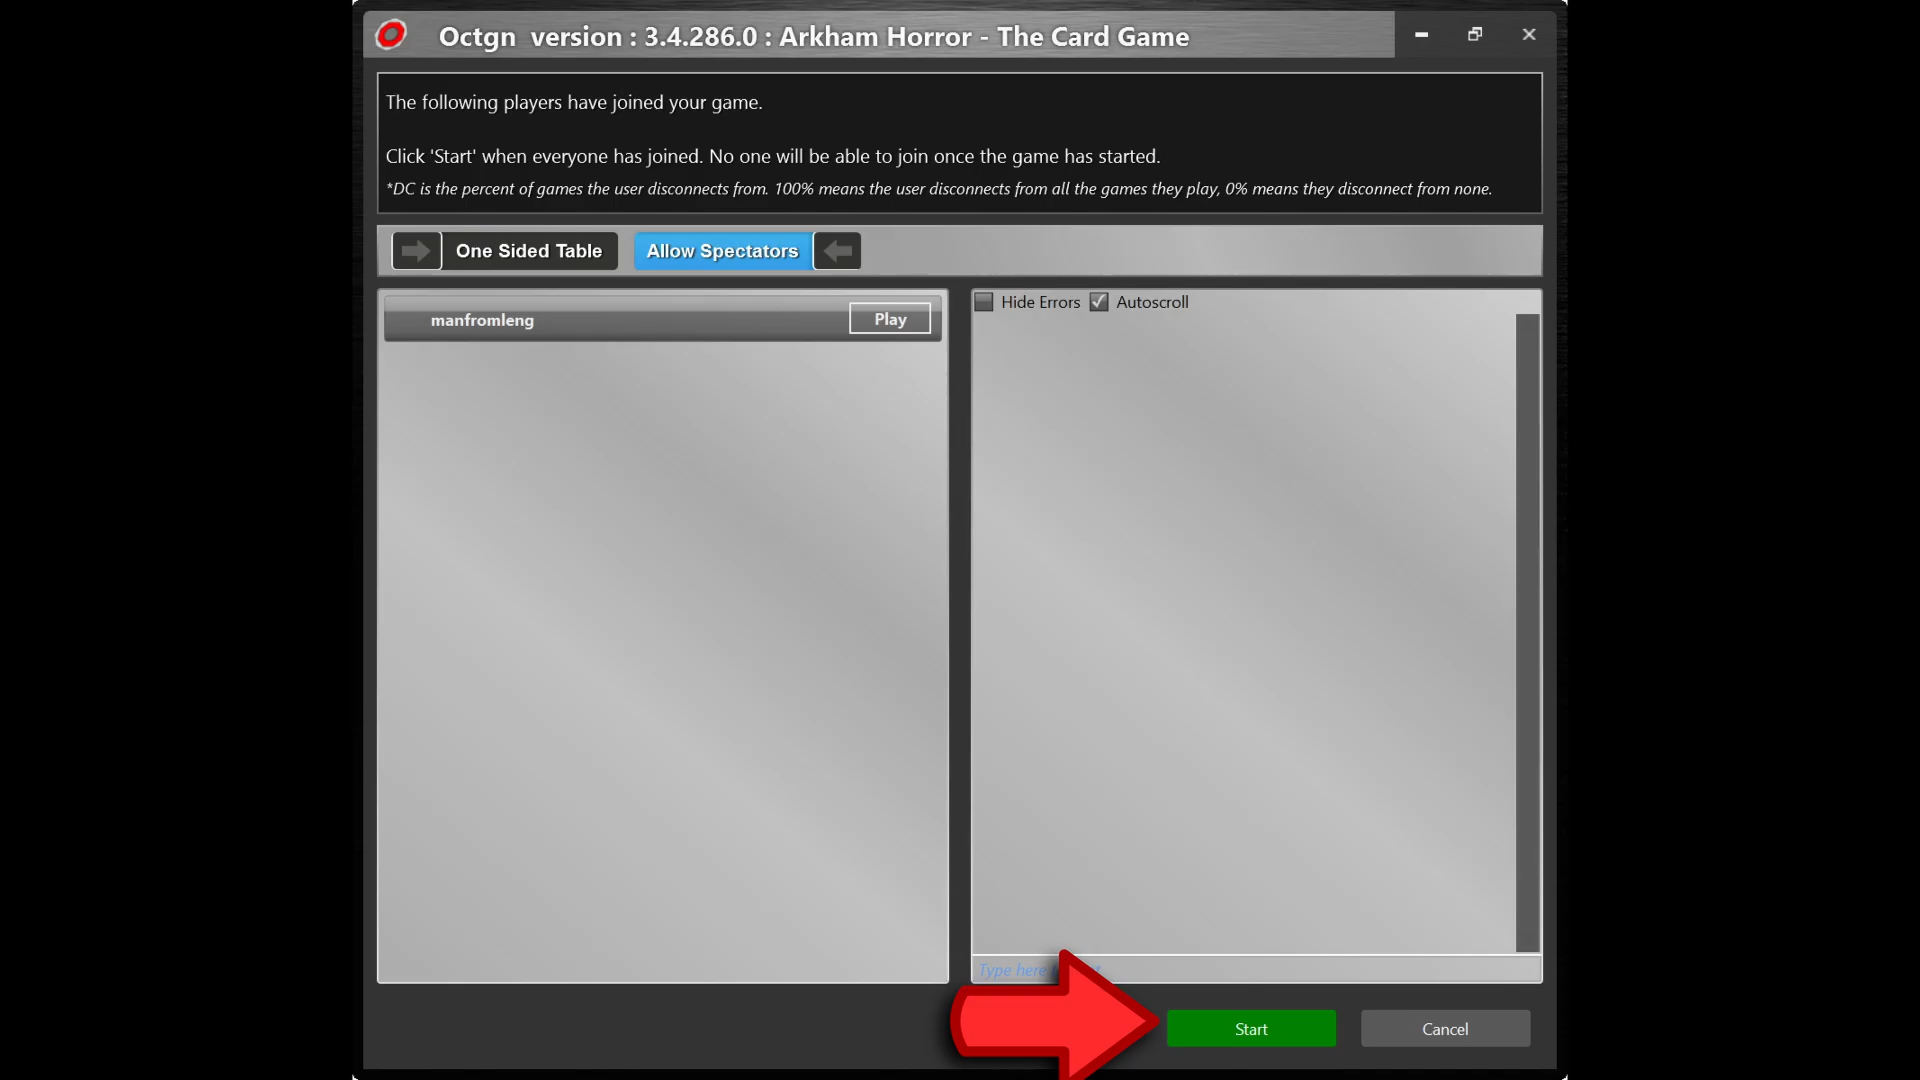 Octgn version : 3.4.286.0 : Arkham Horror - The Card Game
The following players have joined your game.
Click 'Start' when everyone has joined. No one will be able to join once the game has started.
*DC is the percent of games the user disconnects from. 100% means the user disconnects from all the games they play, 0% means they disconnect from none.
One Sided Table
Allow Spectators
manfromleng
Play
Hide Errors
Autoscroll
Type here
Start
Cancel